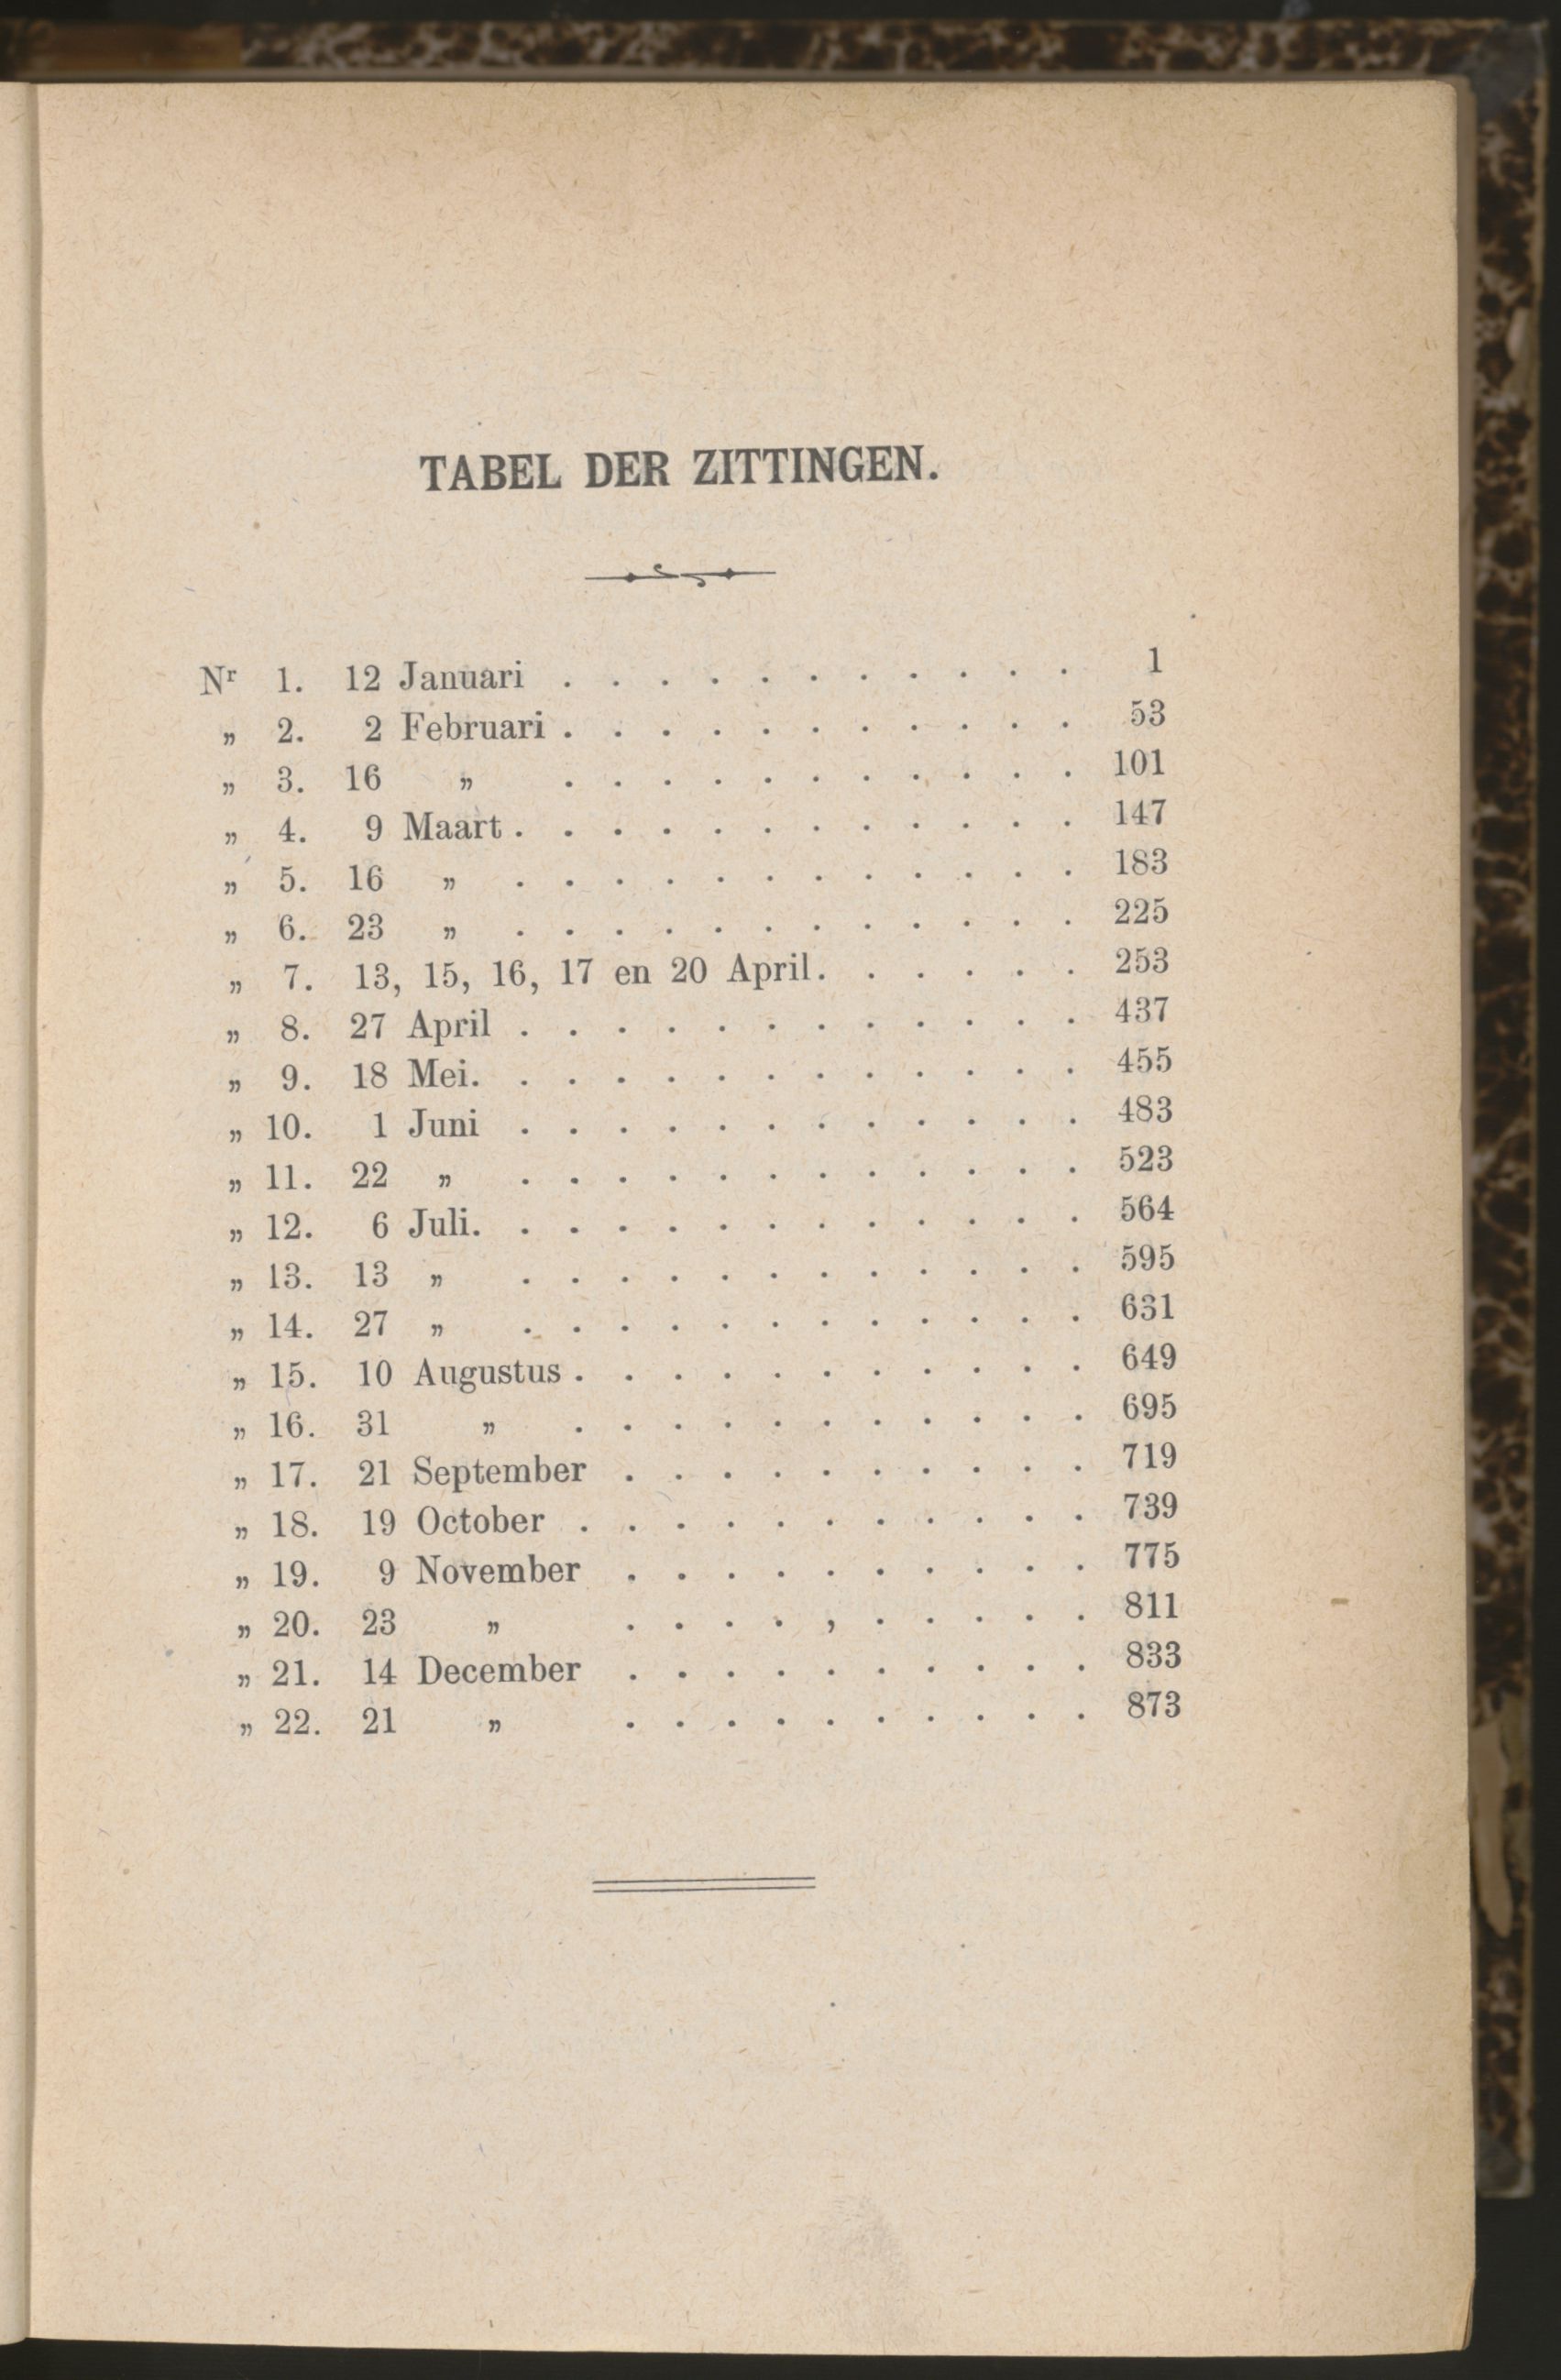 TABEL DER ZITTINGEN.
Nr 1. 12 Januari . . . . . . . . . . . 1
„ 2. 2 Februari . . . . . . . . . . . 53
„ 3. 16 „ . . . . . . . . . . . 101
„ 4. 9 Maart . . . . . . . . . . . . 147
„ 5. 16 „ . . . . . . . . . . . . 183
„ 6. 23 „ . . . . . . . . . . . . 225
„ 7. 13, 15, 16, 17 en 20 April . . . . . . 253
„ 8. 27 April . . . . . . . . . . . . 437
„ 9. 18 Mei. . . . . . . . . . . . . 455
„ 10. 1 Juni . . . . . . . . . . . . 483
„ 11. 22 „ . . . . . . . . . . . . 523
„ 12. 6 Juli. . . . . . . . . . . . . 564
„ 13. 13 „ . . . . . . . . . . . . 595
„ 14. 27 „ . . . . . . . . . . . . 631
„ 15. 10 Augustus . . . . . . . . . . . 649
„ 16. 31 „ . . . . . . . . . . . 695
„ 17. 21 September . . . . . . . . . . 719
„ 18. 19 October . . . . . . . . . . . 739
„ 19. 9 November . . . . . . . . . . 775
„ 20. 23 „ . . . . , . . . . . 811
„ 21. 14 December . . . . . . . . . . 833
„ 22. 21 „ . . . . . . . . . . 873